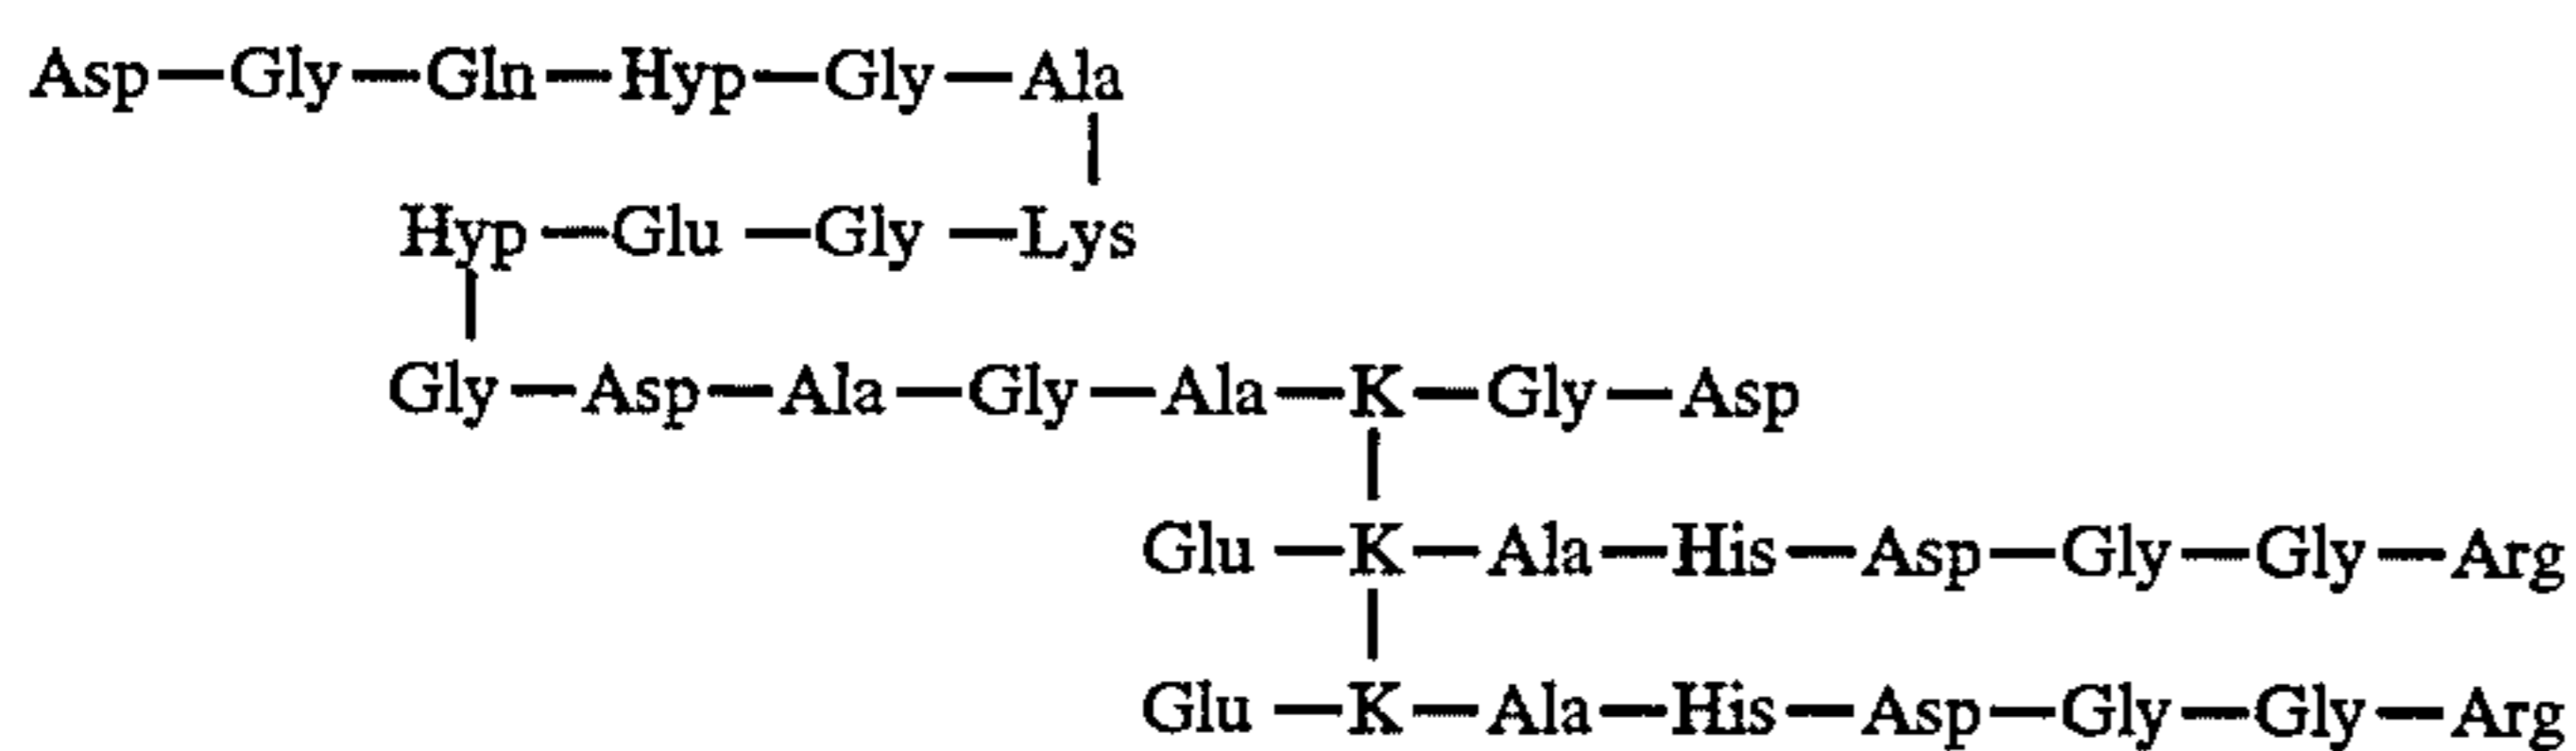 Asp—Gly—Gln—Hyp—Gly—Ala
Hyp—Glu—Gly—Lys
Gly—Asp—Ala—Gly—Ala—K—Gly—Asp
Glu—K—Ala—His—Asp—Gly—Gly—Arg
Glu—K—Ala—His—Asp—Gly—Gly—Arg